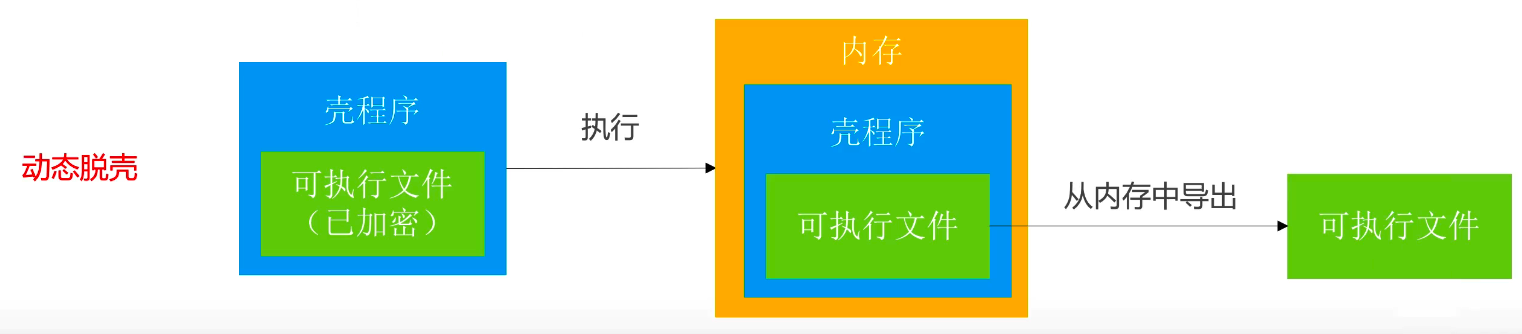 动态脱壳
壳程序
可执行文件
（已加密）
执行
内存
壳程序
可执行文件
从内存中导出
可执行文件